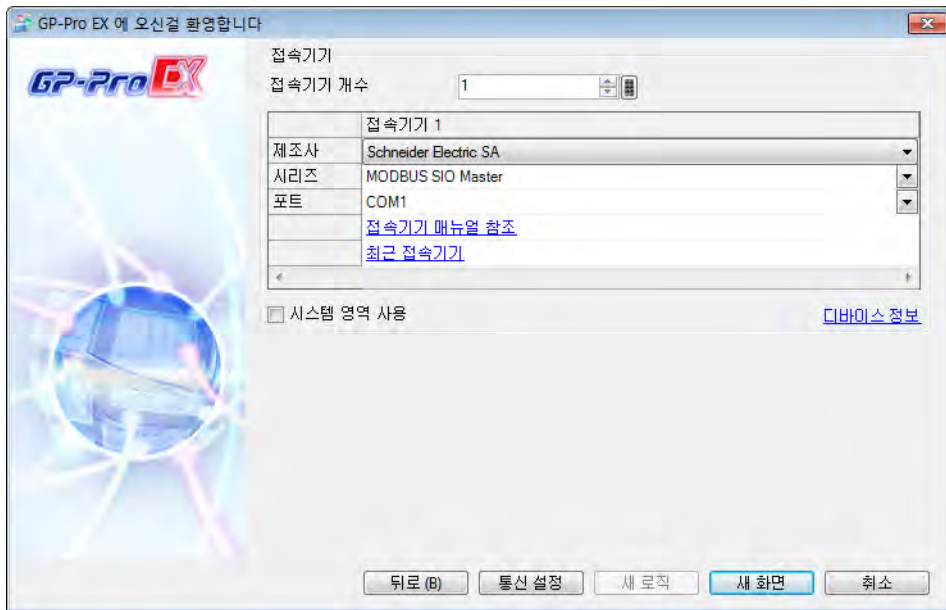 GP-Pro EX 에 오신걸 환영합니다
GP-Pro EX
접속기기
접속기기 개수 1
접속기기 1
제조사 Schneider Electric SA
시리즈 MODBUS SIO Master
포트 COM1
접속기기 매뉴얼 참조
최근 접속기기
시스템 영역 사용 디바이스 정보
뒤로 (B) 통신 설정 새 로직 새 화면 취소